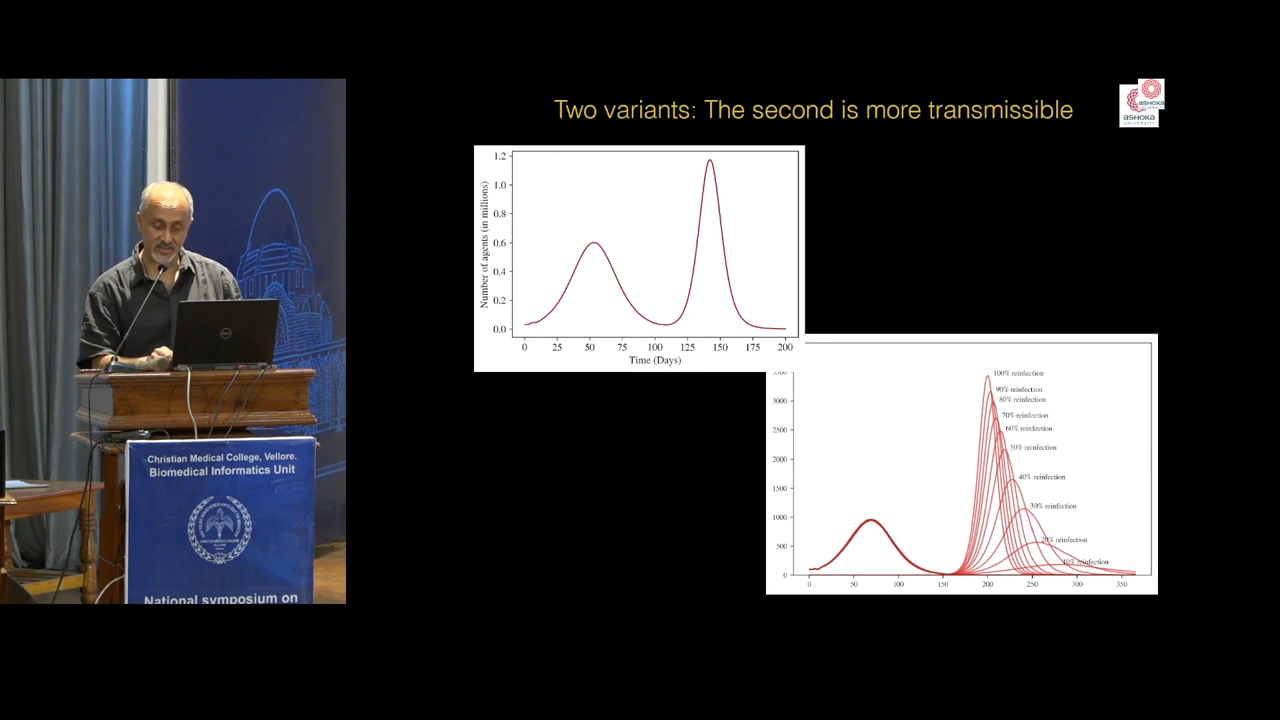 Two variants: The second is more transmissible
ASHOKA
ASHOKA
UNIVERSITY
1.2
1.0
0.8
0.6
0.4
0.2
0.0
Number of agents (in millions)
0 25 50 75 100 125 150 175 200
Time (Days)
3000
2500
2000
1500
1000
500
0
100% reinfection
90% reinfection
80% reinfection
70% reinfection
60% reinfection
50% reinfection
40% reinfection
30% reinfection
20% reinfection
10% reinfection
0 50 100 150 200 250 300 350
DELL
Christian Medical College, Vellore.
Biomedical Informatics Unit
National symposium on